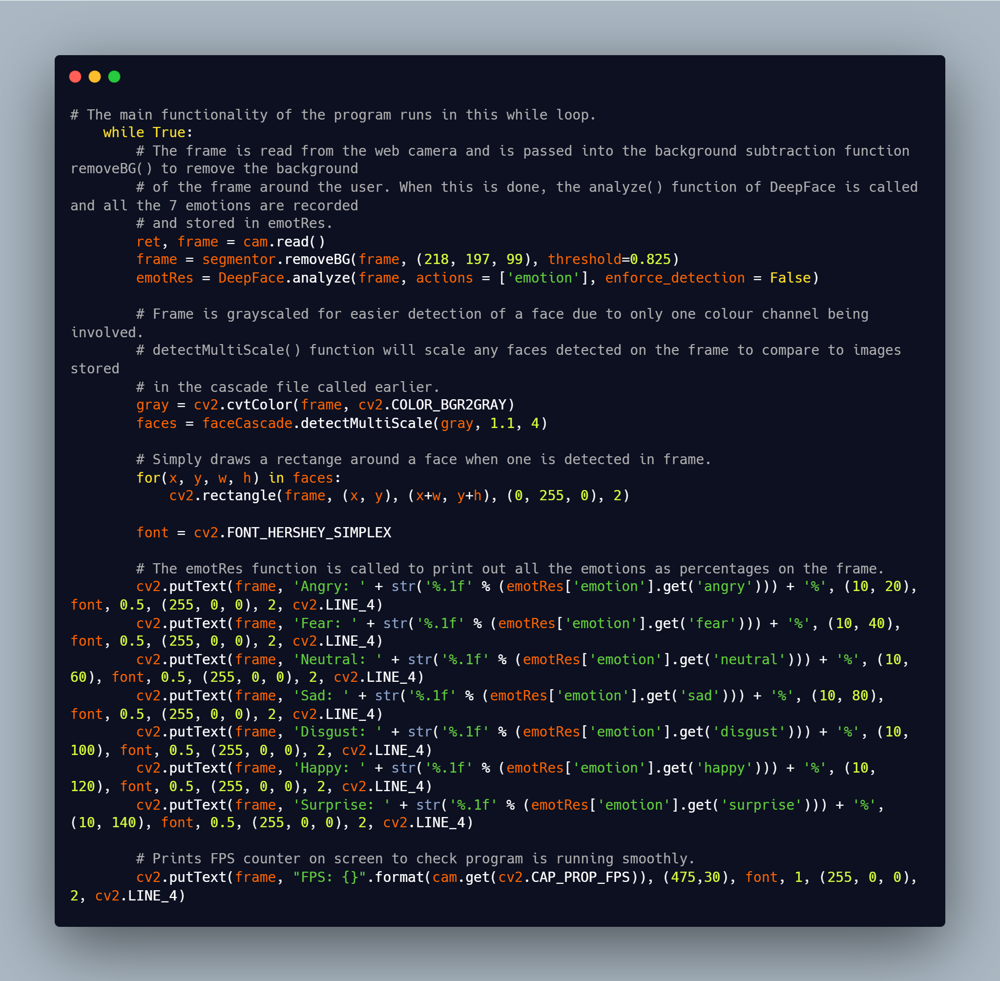 # The main functionality of the program runs in this while loop.
    while True:
        # The frame is read from the web camera and is passed into the background subtraction function
removeBG() to remove the background
        # of the frame around the user. When this is done, the analyze() function of DeepFace is called
and all the 7 emotions are recorded
        # and stored in emotRes.
        ret, frame = cam.read()
        frame = segmentor.removeBG(frame, (218, 197, 99), threshold=0.825)
        emotRes = DeepFace.analyze(frame, actions = ['emotion'], enforce_detection = False)

        # Frame is grayscaled for easier detection of a face due to only one colour channel being
involved.
        # detectMultiScale() function will scale any faces detected on the frame to compare to images
stored
        # in the cascade file called earlier.
        gray = cv2.cvtColor(frame, cv2.COLOR_BGR2GRAY)
        faces = faceCascade.detectMultiScale(gray, 1.1, 4)

        # Simply draws a rectange around a face when one is detected in frame.
        for(x, y, w, h) in faces:
            cv2.rectangle(frame, (x, y), (x+w, y+h), (0, 255, 0), 2)

        font = cv2.FONT_HERSHEY_SIMPLEX

        # The emotRes function is called to print out all the emotions as percentages on the frame.
        cv2.putText(frame, 'Angry: ' + str('%.1f' % (emotRes['emotion'].get('angry'))) + '%', (10, 20),
font, 0.5, (255, 0, 0), 2, cv2.LINE_4)
        cv2.putText(frame, 'Fear: ' + str('%.1f' % (emotRes['emotion'].get('fear'))) + '%', (10, 40),
font, 0.5, (255, 0, 0), 2, cv2.LINE_4)
        cv2.putText(frame, 'Neutral: ' + str('%.1f' % (emotRes['emotion'].get('neutral'))) + '%', (10,
60), font, 0.5, (255, 0, 0), 2, cv2.LINE_4)
        cv2.putText(frame, 'Sad: ' + str('%.1f' % (emotRes['emotion'].get('sad'))) + '%', (10, 80),
font, 0.5, (255, 0, 0), 2, cv2.LINE_4)
        cv2.putText(frame, 'Disgust: ' + str('%.1f' % (emotRes['emotion'].get('disgust'))) + '%', (10,
100), font, 0.5, (255, 0, 0), 2, cv2.LINE_4)
        cv2.putText(frame, 'Happy: ' + str('%.1f' % (emotRes['emotion'].get('happy'))) + '%', (10,
120), font, 0.5, (255, 0, 0), 2, cv2.LINE_4)
        cv2.putText(frame, 'Surprise: ' + str('%.1f' % (emotRes['emotion'].get('surprise'))) + '%',
(10, 140), font, 0.5, (255, 0, 0), 2, cv2.LINE_4)

        # Prints FPS counter on screen to check program is running smoothly.
        cv2.putText(frame, "FPS: {}".format(cam.get(cv2.CAP_PROP_FPS)), (475,30), font, 1, (255, 0, 0),
2, cv2.LINE_4)